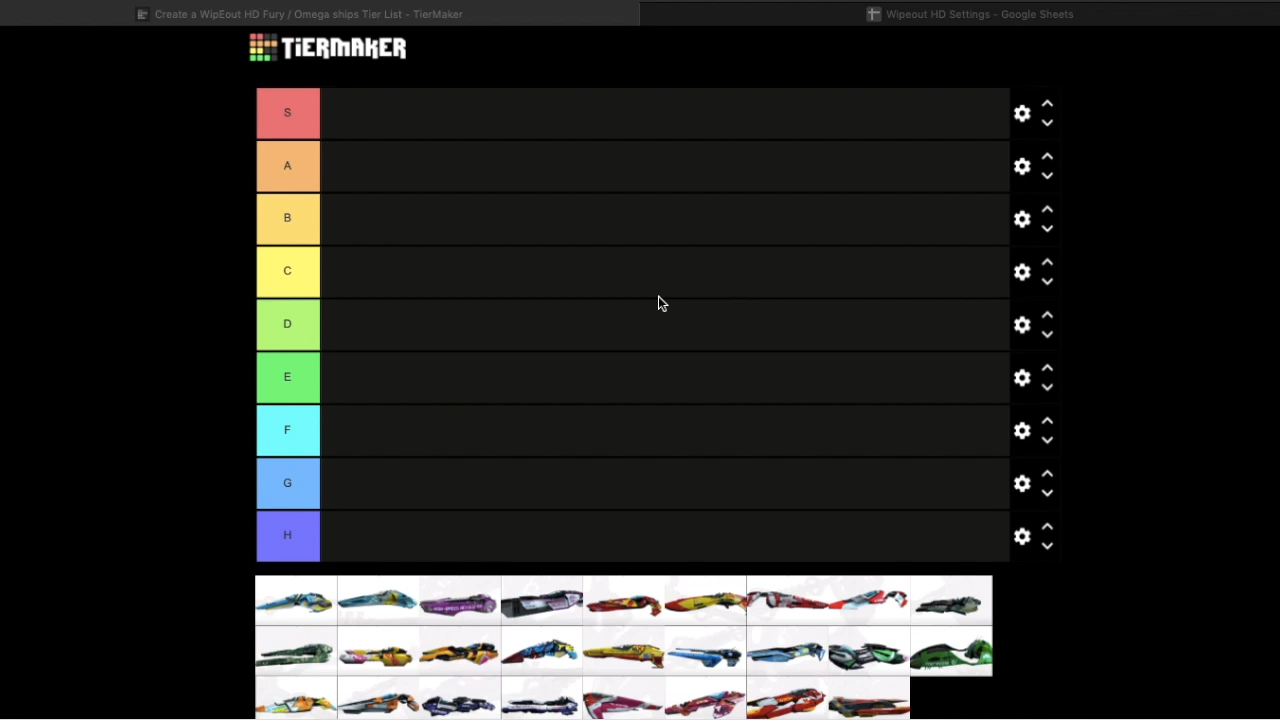 Create a WipEout HD Fury / Omega ships Tier List - TierMaker
Wipeout HD Settings - Google Sheets
TiERMAKER
S
A
B
C
D
E
F
G
H